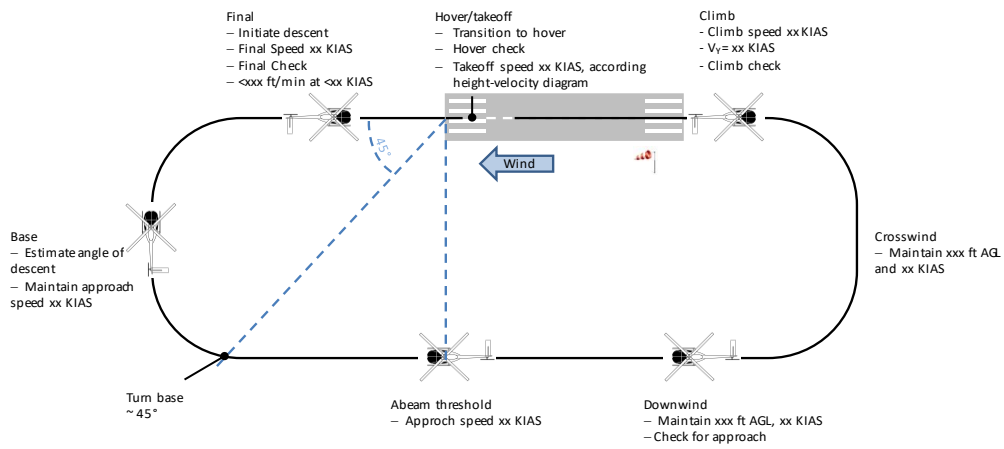 Final
– Initiate descent
– Final Speed xx KIAS
– Final Check
– <xxx ft/min at <xx KIAS
Hover/takeoff
– Transition to hover
– Hover check
– Takeoff speed xx KIAS, according
height-velocity diagram
Climb
- Climb speed xx KIAS
- VY = xx KIAS
- Climb check
45°
Wind
Base
– Estimate angle of
descent
– Maintain approach
speed xx KIAS
Crosswind
– Maintain xxx ft AGL
and xx KIAS
Turn base
~ 45°
Abeam threshold
– Approch speed xx KIAS
Downwind
– Maintain xxx ft AGL, xx KIAS
– Check for approach